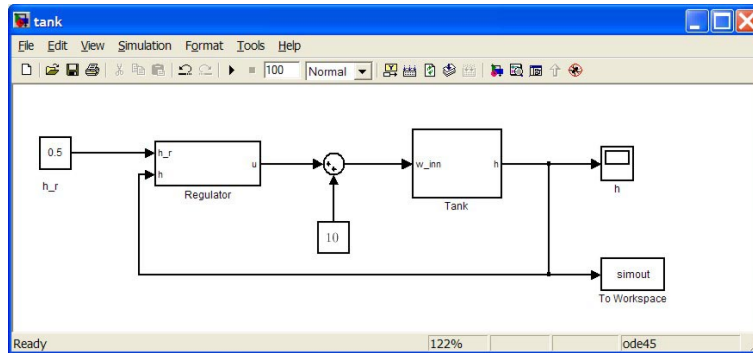 tank
File Edit View Simulation Format Tools Help
100 Normal
0.5
h_r
h_r
h
u
Regulator
10
w_inn
h
Tank
h
simout
To Workspace
Ready 122% ode45